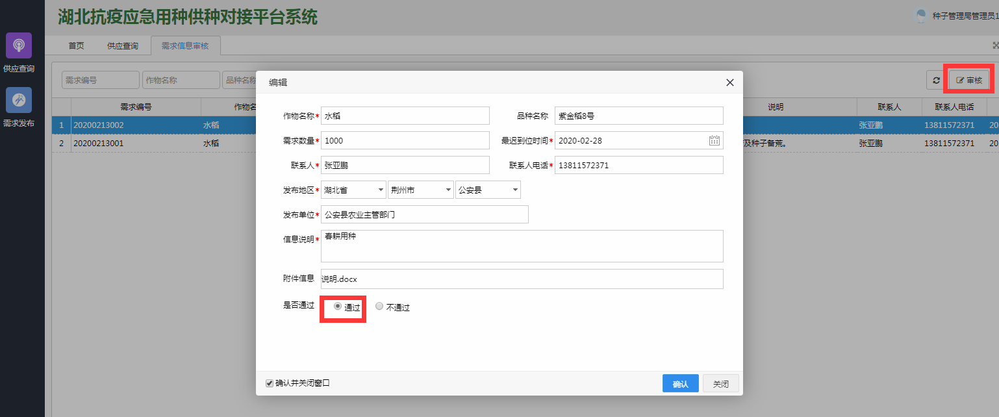 湖北抗疫应急用种供种对接平台系统
种子管理局管理员1
首页 供应查询 需求信息审核
供应查询
需求发布
需求编号 作物名称 品种名称 审核
需求编号 作物名 说明 联系人 联系人电话
1 20200213002 水稻 张亚鹏 13811572371 20
2 20200213001 水稻 及种子备荒。 张亚鹏 13811572371 20
编辑
作物名称* 水稻 品种名称 紫金稻8号
需求数量* 1000 最迟到位时间* 2020-02-28
联系人* 张亚鹏 联系人电话* 13811572371
发布地区* 湖北省 荆州市 公安县
发布单位* 公安县农业主管部门
信息说明* 春耕用种
附件信息 说明.docx
是否通过 通过 不通过
确认并关闭窗口 确认 关闭